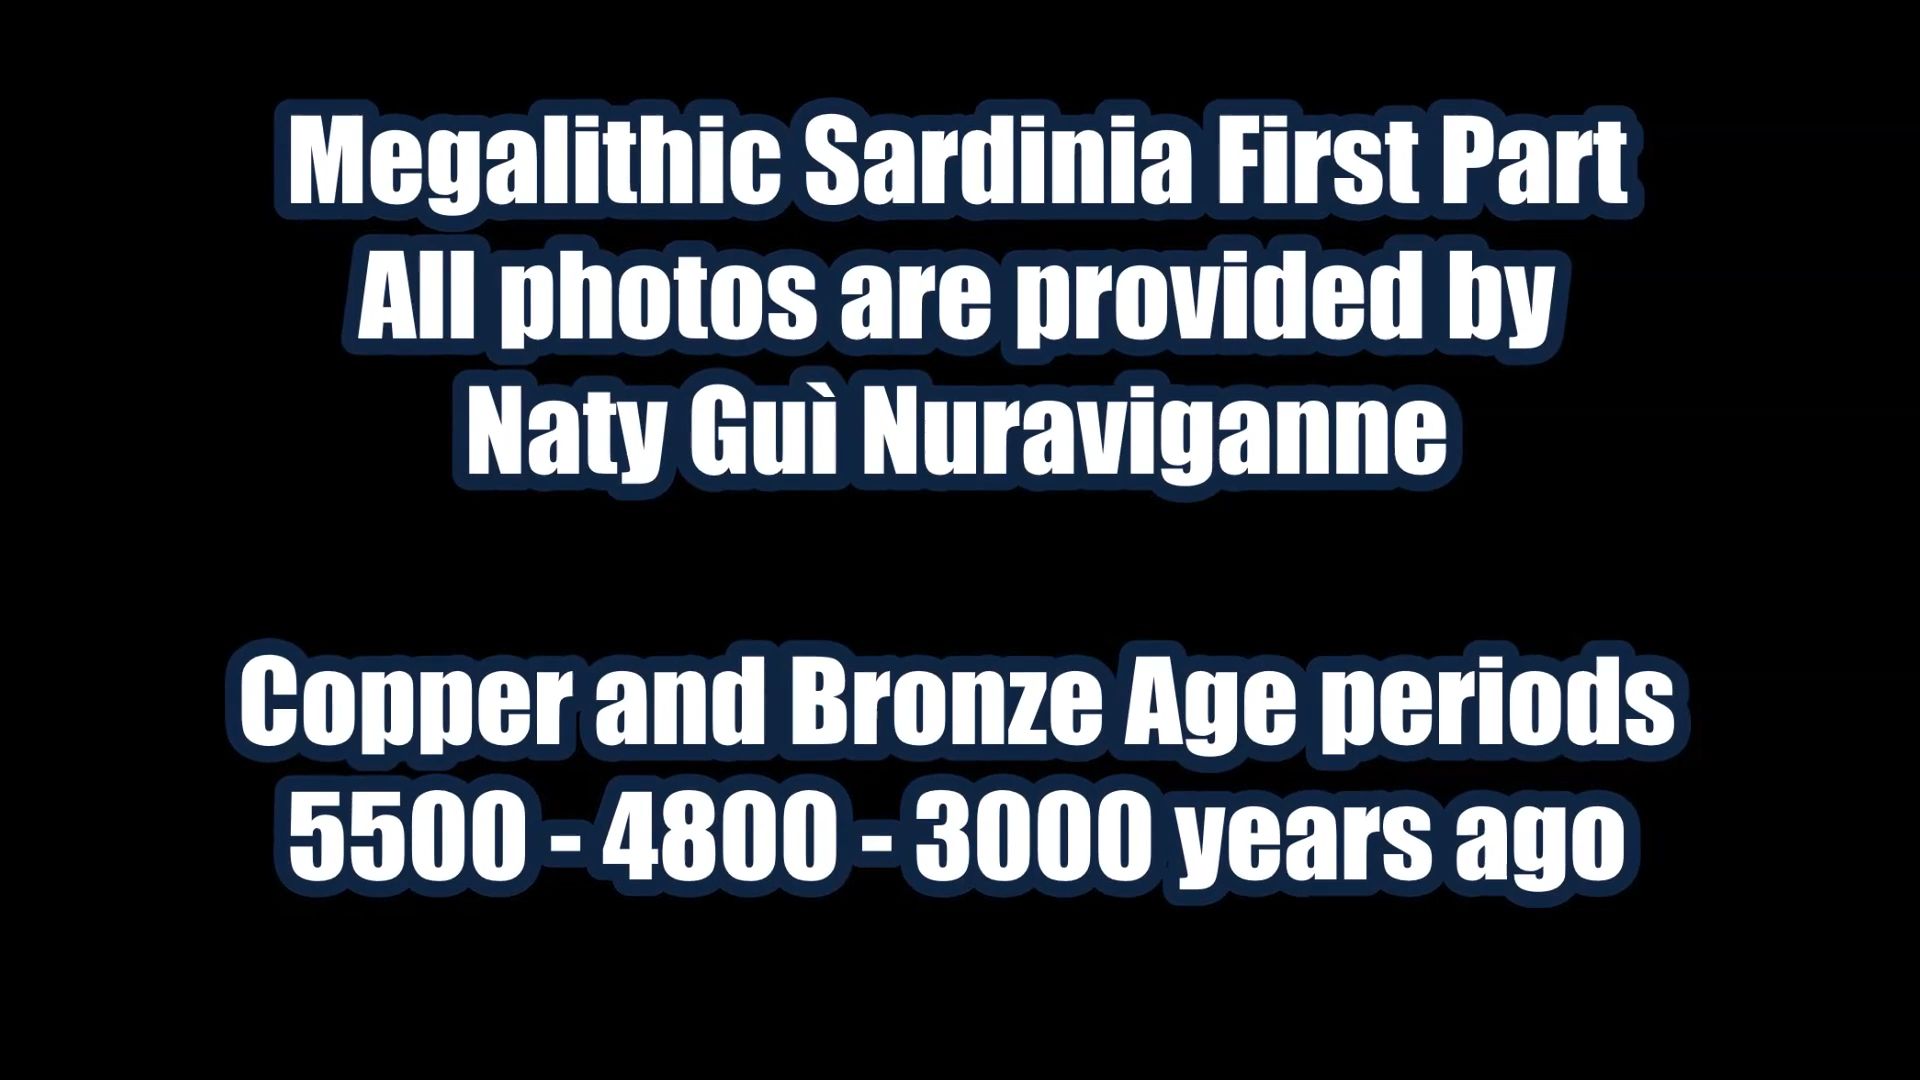 Megalithic Sardinia First Part
All photos are provided by
Naty Guì Nuraviganne
Copper and Bronze Age periods
5500 - 4800 - 3000 years ago